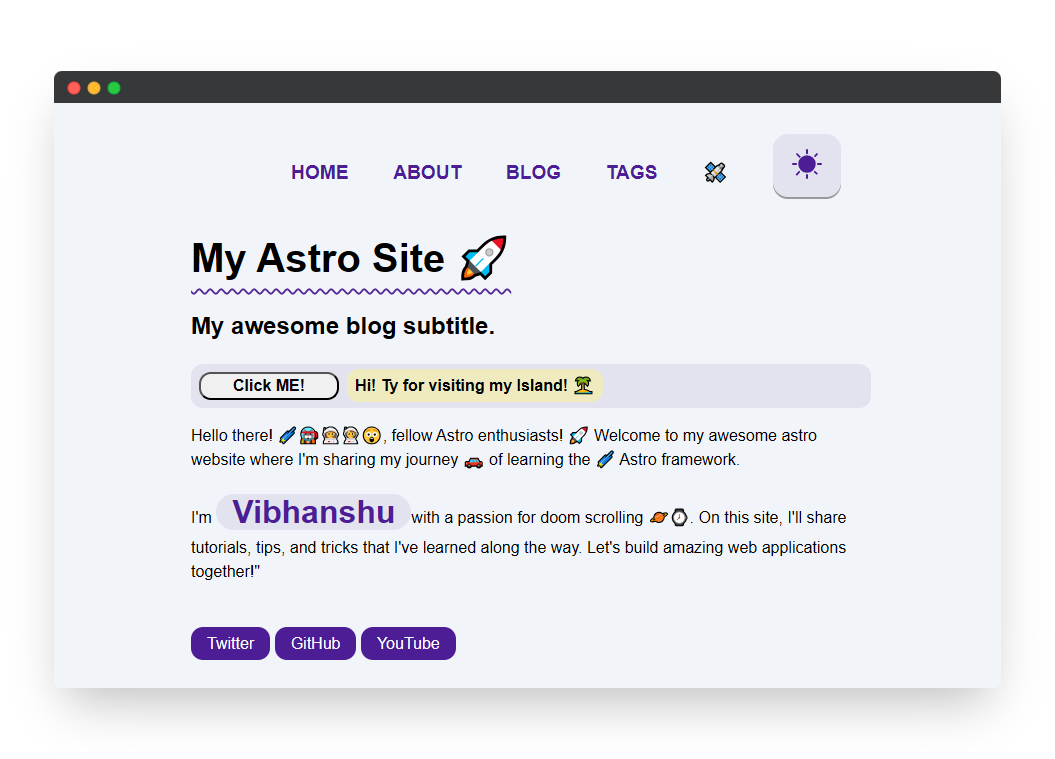 HOME ABOUT BLOG TAGS 🛰️
My Astro Site 🚀
My awesome blog subtitle.
Click ME! Hi! Ty for visiting my Island! 🏝️
Hello there! ☄️👨‍🚀😲, fellow Astro enthusiasts! 🚀 Welcome to my awesome astro
website where I'm sharing my journey 🚗 of learning the ☄️ Astro framework.
I'm Vibhanshu with a passion for doom scrolling 🪐⌚. On this site, I'll share
tutorials, tips, and tricks that I've learned along the way. Let's build amazing web applications
together!"
Twitter GitHub YouTube